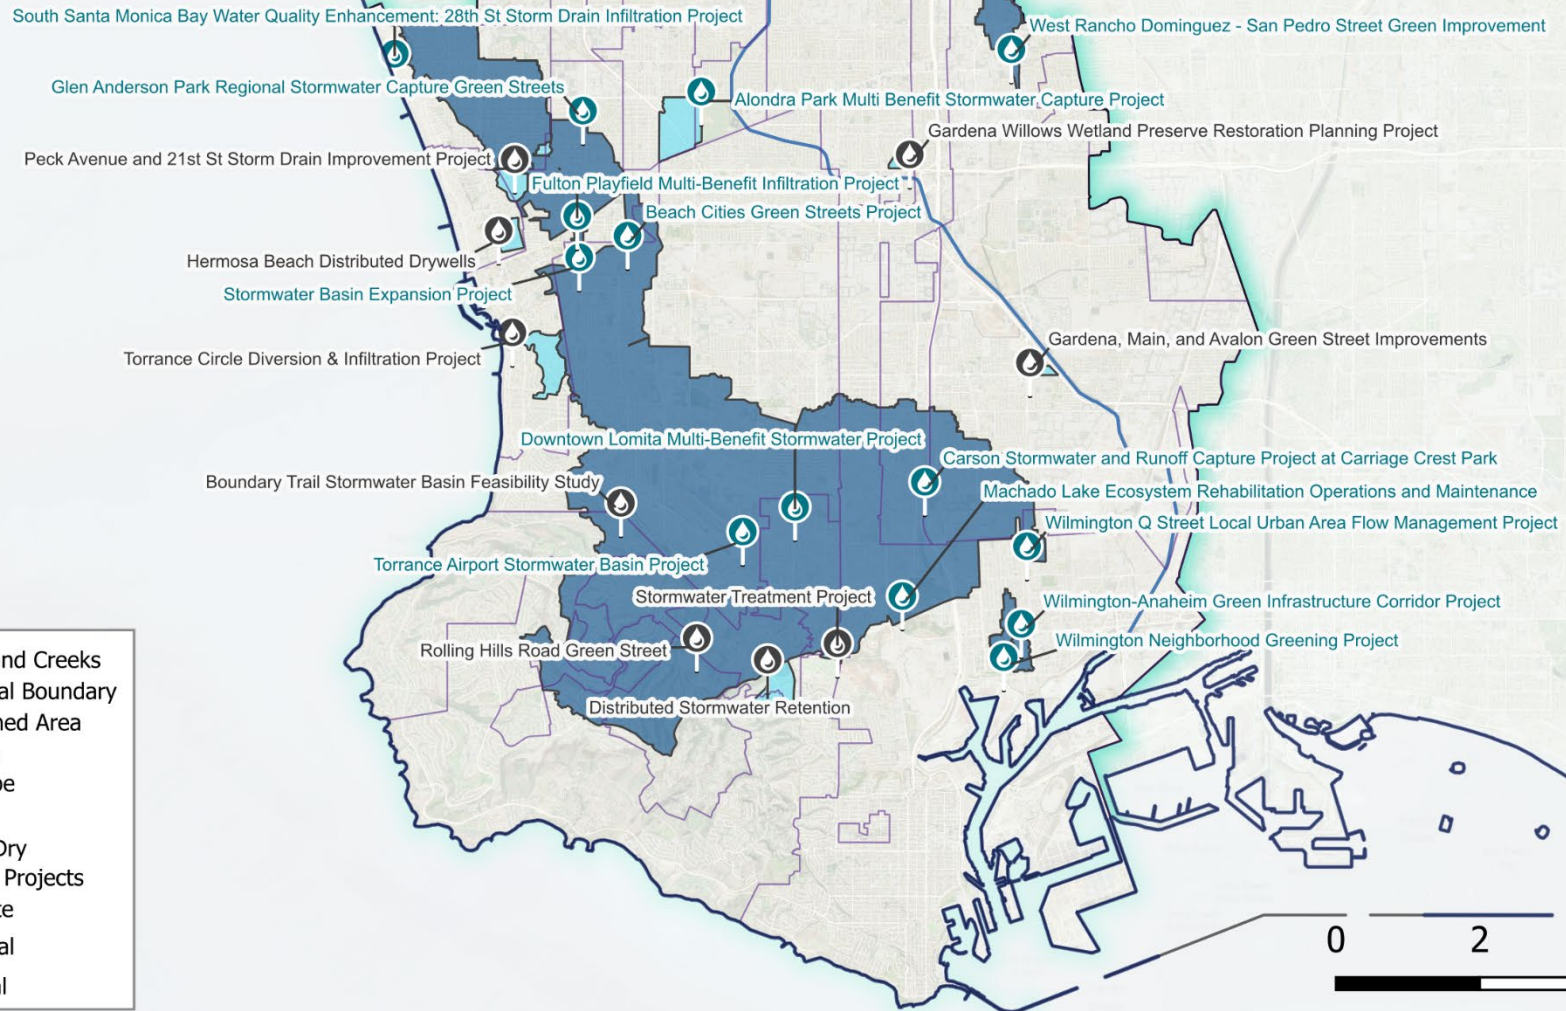 South Santa Monica Bay Water Quality Enhancement: 28th St Storm Drain Infiltration Project
West Rancho Dominguez - San Pedro Street Green Improvement
Glen Anderson Park Regional Stormwater Capture Green Streets
Alondra Park Multi Benefit Stormwater Capture Project
Gardena Willows Wetland Preserve Restoration Planning Project
Peck Avenue and 21st St Storm Drain Improvement Project
Fulton Playfield Multi-Benefit Infiltration Project
Beach Cities Green Streets Project
Hermosa Beach Distributed Drywells
Stormwater Basin Expansion Project
Gardena, Main, and Avalon Green Street Improvements
Torrance Circle Diversion & Infiltration Project
Downtown Lomita Multi-Benefit Stormwater Project
Carson Stormwater and Runoff Capture Project at Carriage Crest Park
Boundary Trail Stormwater Basin Feasibility Study
Machado Lake Ecosystem Rehabilitation Operations and Maintenance
Wilmington Q Street Local Urban Area Flow Management Project
Torrance Airport Stormwater Basin Project
Stormwater Treatment Project
Wilmington-Anaheim Green Infrastructure Corridor Project
Wilmington Neighborhood Greening Project
Rolling Hills Road Green Street
Distributed Stormwater Retention
nd Creeks
al Boundary
ned Area
Dry
Projects
0 2